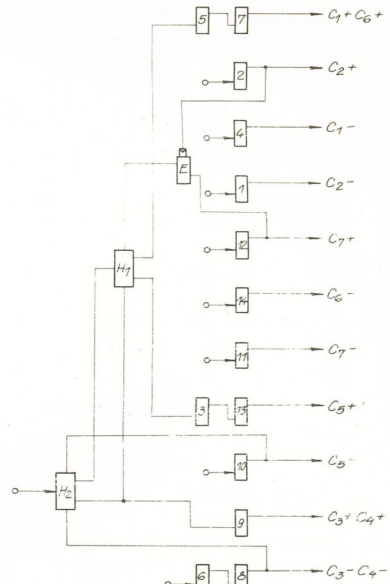 5 7 C1+ C6+
2 C2+
4 C1-
E
1 C2-
12 C7+
H1
14 C6-
11 C7-
3 13 C5+
10 C5-
H2
9 C3+ C4+
6 8 C3- C4-